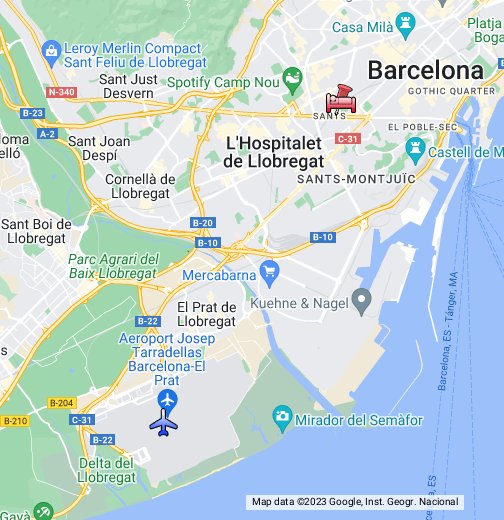 Casa Milà
Platja
Boga
Leroy Merlin Compact
Sant Feliu de Llobregat
Sant Just
Desvern
Spotify Camp Nou
Barcelona
GOTHIC QUARTER
N-340
B-23
A-2
SANTS
C-31
EL POBLE-SEC
Sant Joan
Despí
L'Hospitalet
de Llobregat
Castell de M
loma
elló
Cornellà de
Llobregat
SANTS-MONTJUÏC
Sant Boi de
Llobregat
B-20
B-10
B-10
Parc Agrari del
Baix Llobregat
Mercabarna
Kuehne & Nagel
El Prat de
Llobregat
B-22
Aeroport Josep
Tarradellas
Barcelona-El
Prat
Barcelona, ES - Tánger, MA
B-204
B-210
C-31
B-22
Mirador del Semàfor
Delta del
Llobregat
Gavà
Map data ©2023 Google, Inst. Geogr. Nacional